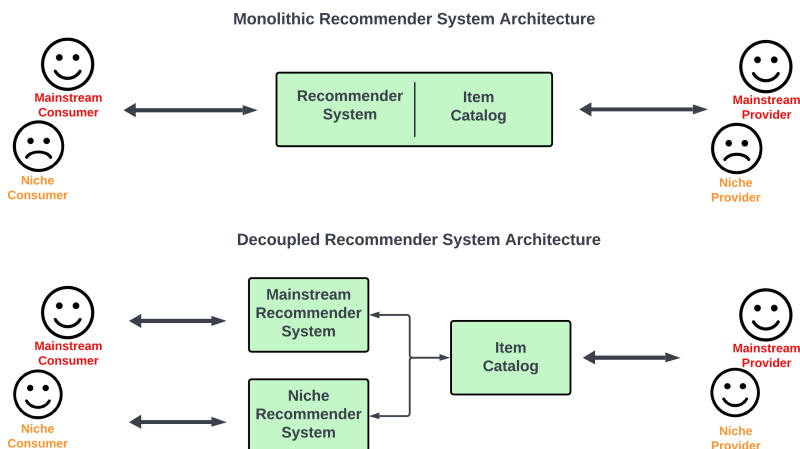 Monolithic Recommender System Architecture
Mainstream
Consumer
Niche
Consumer
Recommender
System
Item
Catalog
Mainstream
Provider
Niche
Provider
Decoupled Recommender System Architecture
Mainstream
Consumer
Niche
Consumer
Mainstream
Recommender
System
Niche
Recommender
System
Item
Catalog
Mainstream
Provider
Niche
Provider